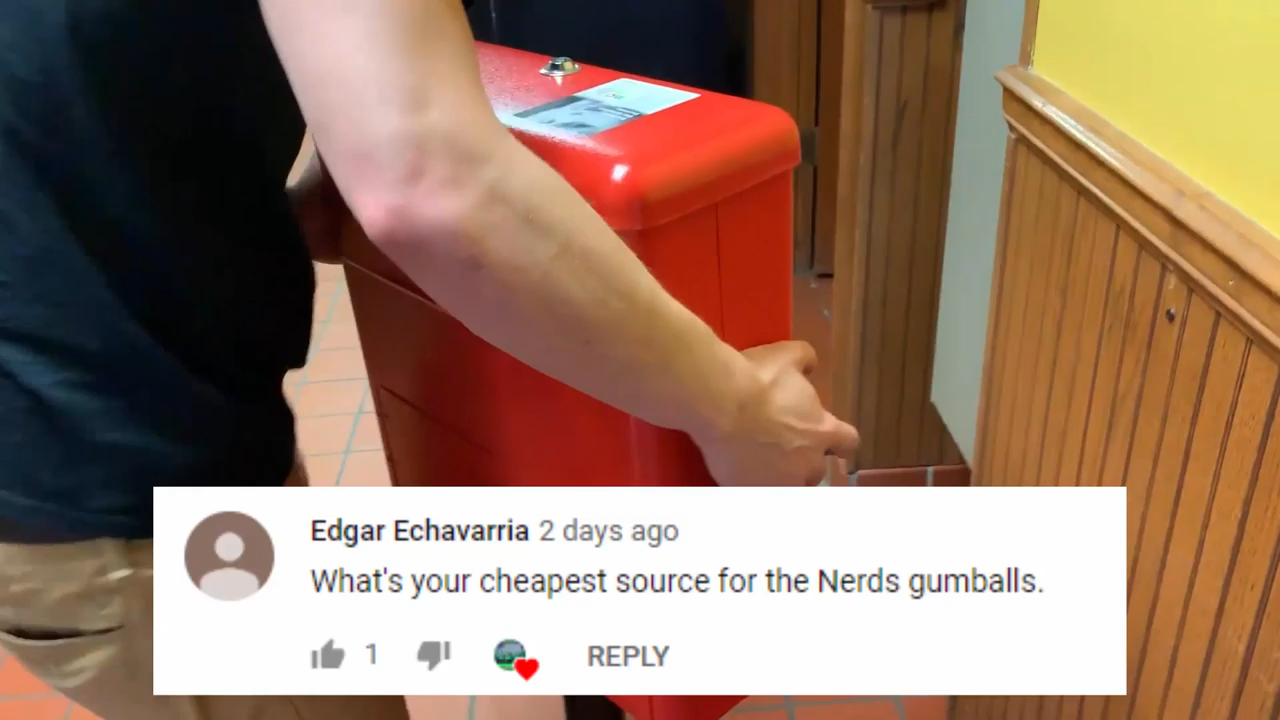 Edgar Echavarria 2 days ago
What's your cheapest source for the Nerds gumballs.
1
REPLY